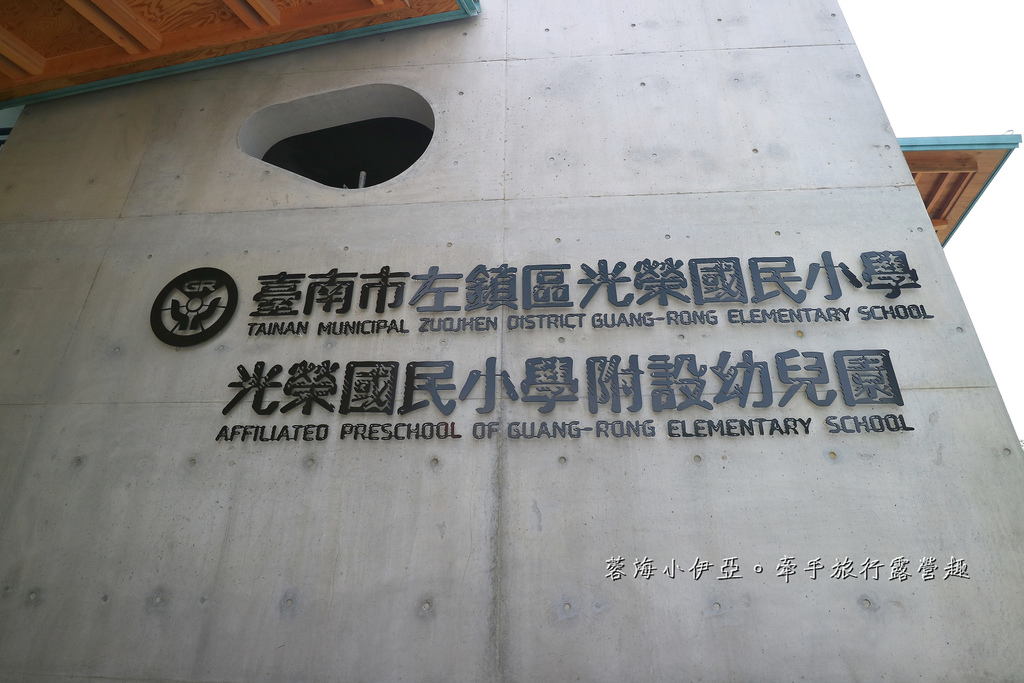 GR
臺南市左鎮區光榮國民小學
TAINAN MUNICIPAL ZUOJHEN DISTRICT GUANG-RONG ELEMENTARY SCHOOL
光榮國民小學附設幼兒園
AFFILIATED PRESCHOOL OF GUANG-RONG ELEMENTARY SCHOOL
蓉海小伊亞。牽手旅行露營趣